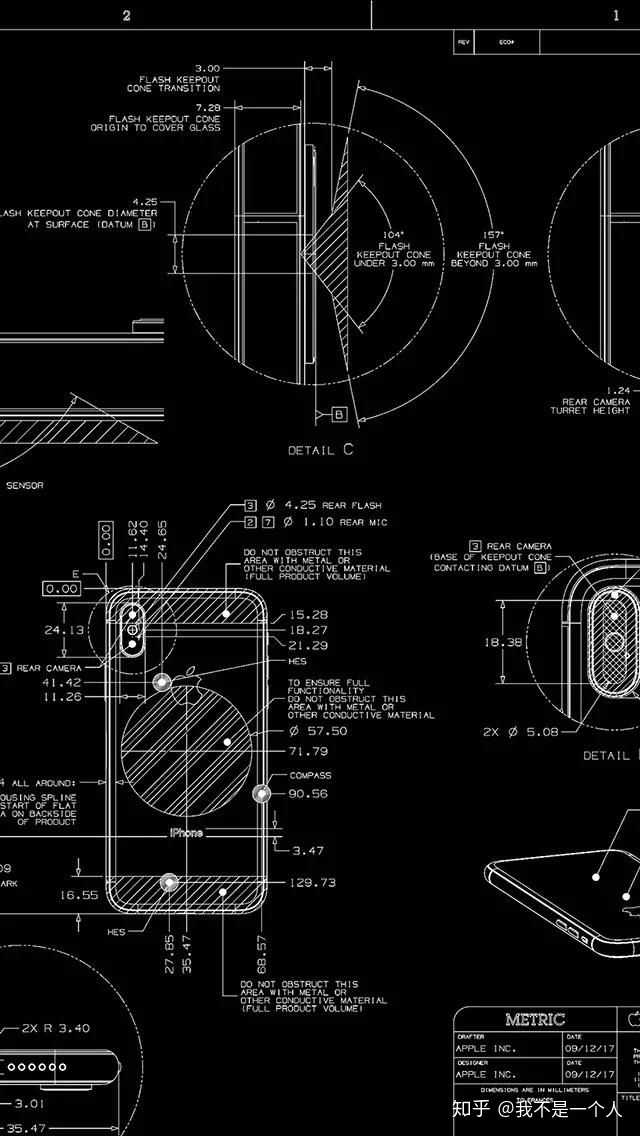 2
1
REV
ECO#
3.00
FLASH KEEPOUT
CONE TRANSITION
7.28
FLASH KEEPOUT CONE
ORIGIN TO COVER GLASS
4.25
LASH KEEPOUT CONE DIAMETER
AT SURFACE (DATUM B)
104°
FLASH
KEEPOUT CONE
UNDER 3.00 mm
157°
FLASH
KEEPOUT CONE
BEYOND 3.00 mm
B
DETAIL C
1.24
REAR CAMERA
TURRET HEIGHT
SENSOR
3 Ø 4.25 REAR FLASH
2 7 Ø 1.10 REAR MIC
0.00
11.62
14.40
24.65
DO NOT OBSTRUCT THIS
AREA WITH METAL OR
OTHER CONDUCTIVE MATERIAL
(FULL PRODUCT VOLUME)
E
0.00
24.13
3 REAR CAMERA
41.42
11.26
15.28
18.27
21.29
HES
TO ENSURE FULL
FUNCTIONALITY
DO NOT OBSTRUCT THIS
AREA WITH METAL OR
OTHER CONDUCTIVE MATERIAL
Ø 57.50
71.79
COMPASS
90.56
4 ALL AROUND:
OUSING SPLINE
START OF FLAT
A ON BACKSIDE
OF PRODUCT
iPhone
3.47
129.73
09
ARK
16.55
HES
27.85
35.47
68.57
DO NOT OBSTRUCT THIS
AREA WITH METAL OR
OTHER CONDUCTIVE MATERIAL
(FULL PRODUCT VOLUME)
3 REAR CAMERA
(BASE OF KEEPOUT CONE
CONTACTING DATUM B)
18.38
2X Ø 5.08
DETAIL
2X R 3.40
3.01
35.47
METRIC
DRAFTER
APPLE INC.
DATE
09/12/17
DESIGNER
APPLE INC.
DATE
09/12/17
DIMENSIONS ARE IN MILLIMETERS
TOLERANCES
TITLE
知乎 @我不是一个人